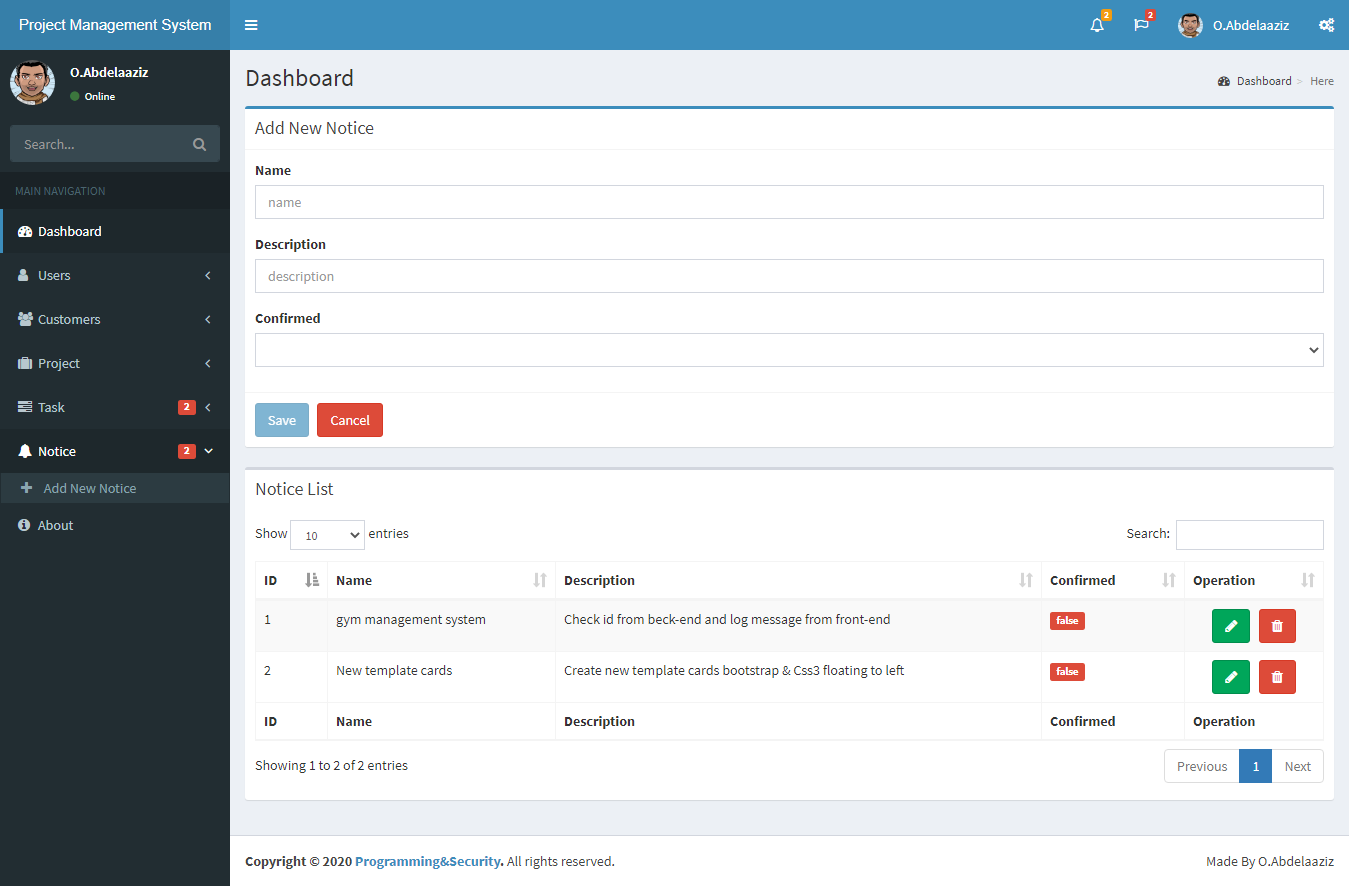 Project Management System
2
2
O.Abdelaaziz
O.Abdelaaziz
Online
Search...
MAIN NAVIGATION
Dashboard
Users
Customers
Project
Task 2
Notice 2
Add New Notice
About
Dashboard
Dashboard > Here
Add New Notice
Name
name
Description
description
Confirmed
Save Cancel
Notice List
Show 10 entries Search:
ID Name Description Confirmed Operation
1 gym management system Check id from beck-end and log message from front-end false
2 New template cards Create new template cards bootstrap & Css3 floating to left false
ID Name Description Confirmed Operation
Showing 1 to 2 of 2 entries Previous 1 Next
Copyright © 2020 Programming&Security. All rights reserved. Made By O.Abdelaaziz